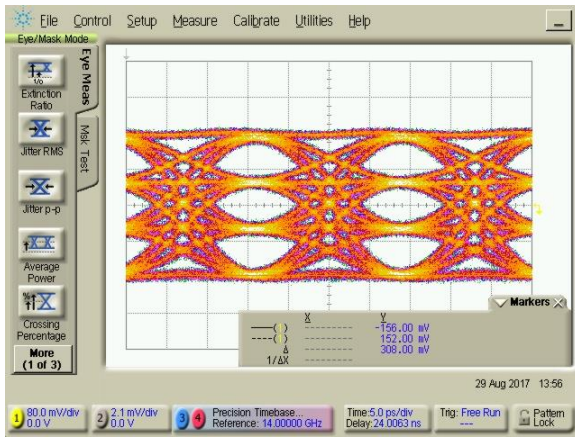 File Control Setup Measure Calibrate Utilities Help
Eye/Mask Mode
Eye Meas
Msk Test
Extinction
Ratio
Jitter RMS
Jitter p-p
Average
Power
Crossing
Percentage
More
(1 of 3)
Markers
X Y
-156.00 mV
152.00 mV
Δ 308.00 mV
1/ΔX
29 Aug 2017 13:56
1 80.0 mV/div
0.0 V
2 2.1 mV/div
0.0 V
3 4 Precision Timebase...
Reference: 14.00000 GHz
Time:5.0 ps/div
Delay:24.0063 ns
Trig: Free Run
---
Pattern
Lock